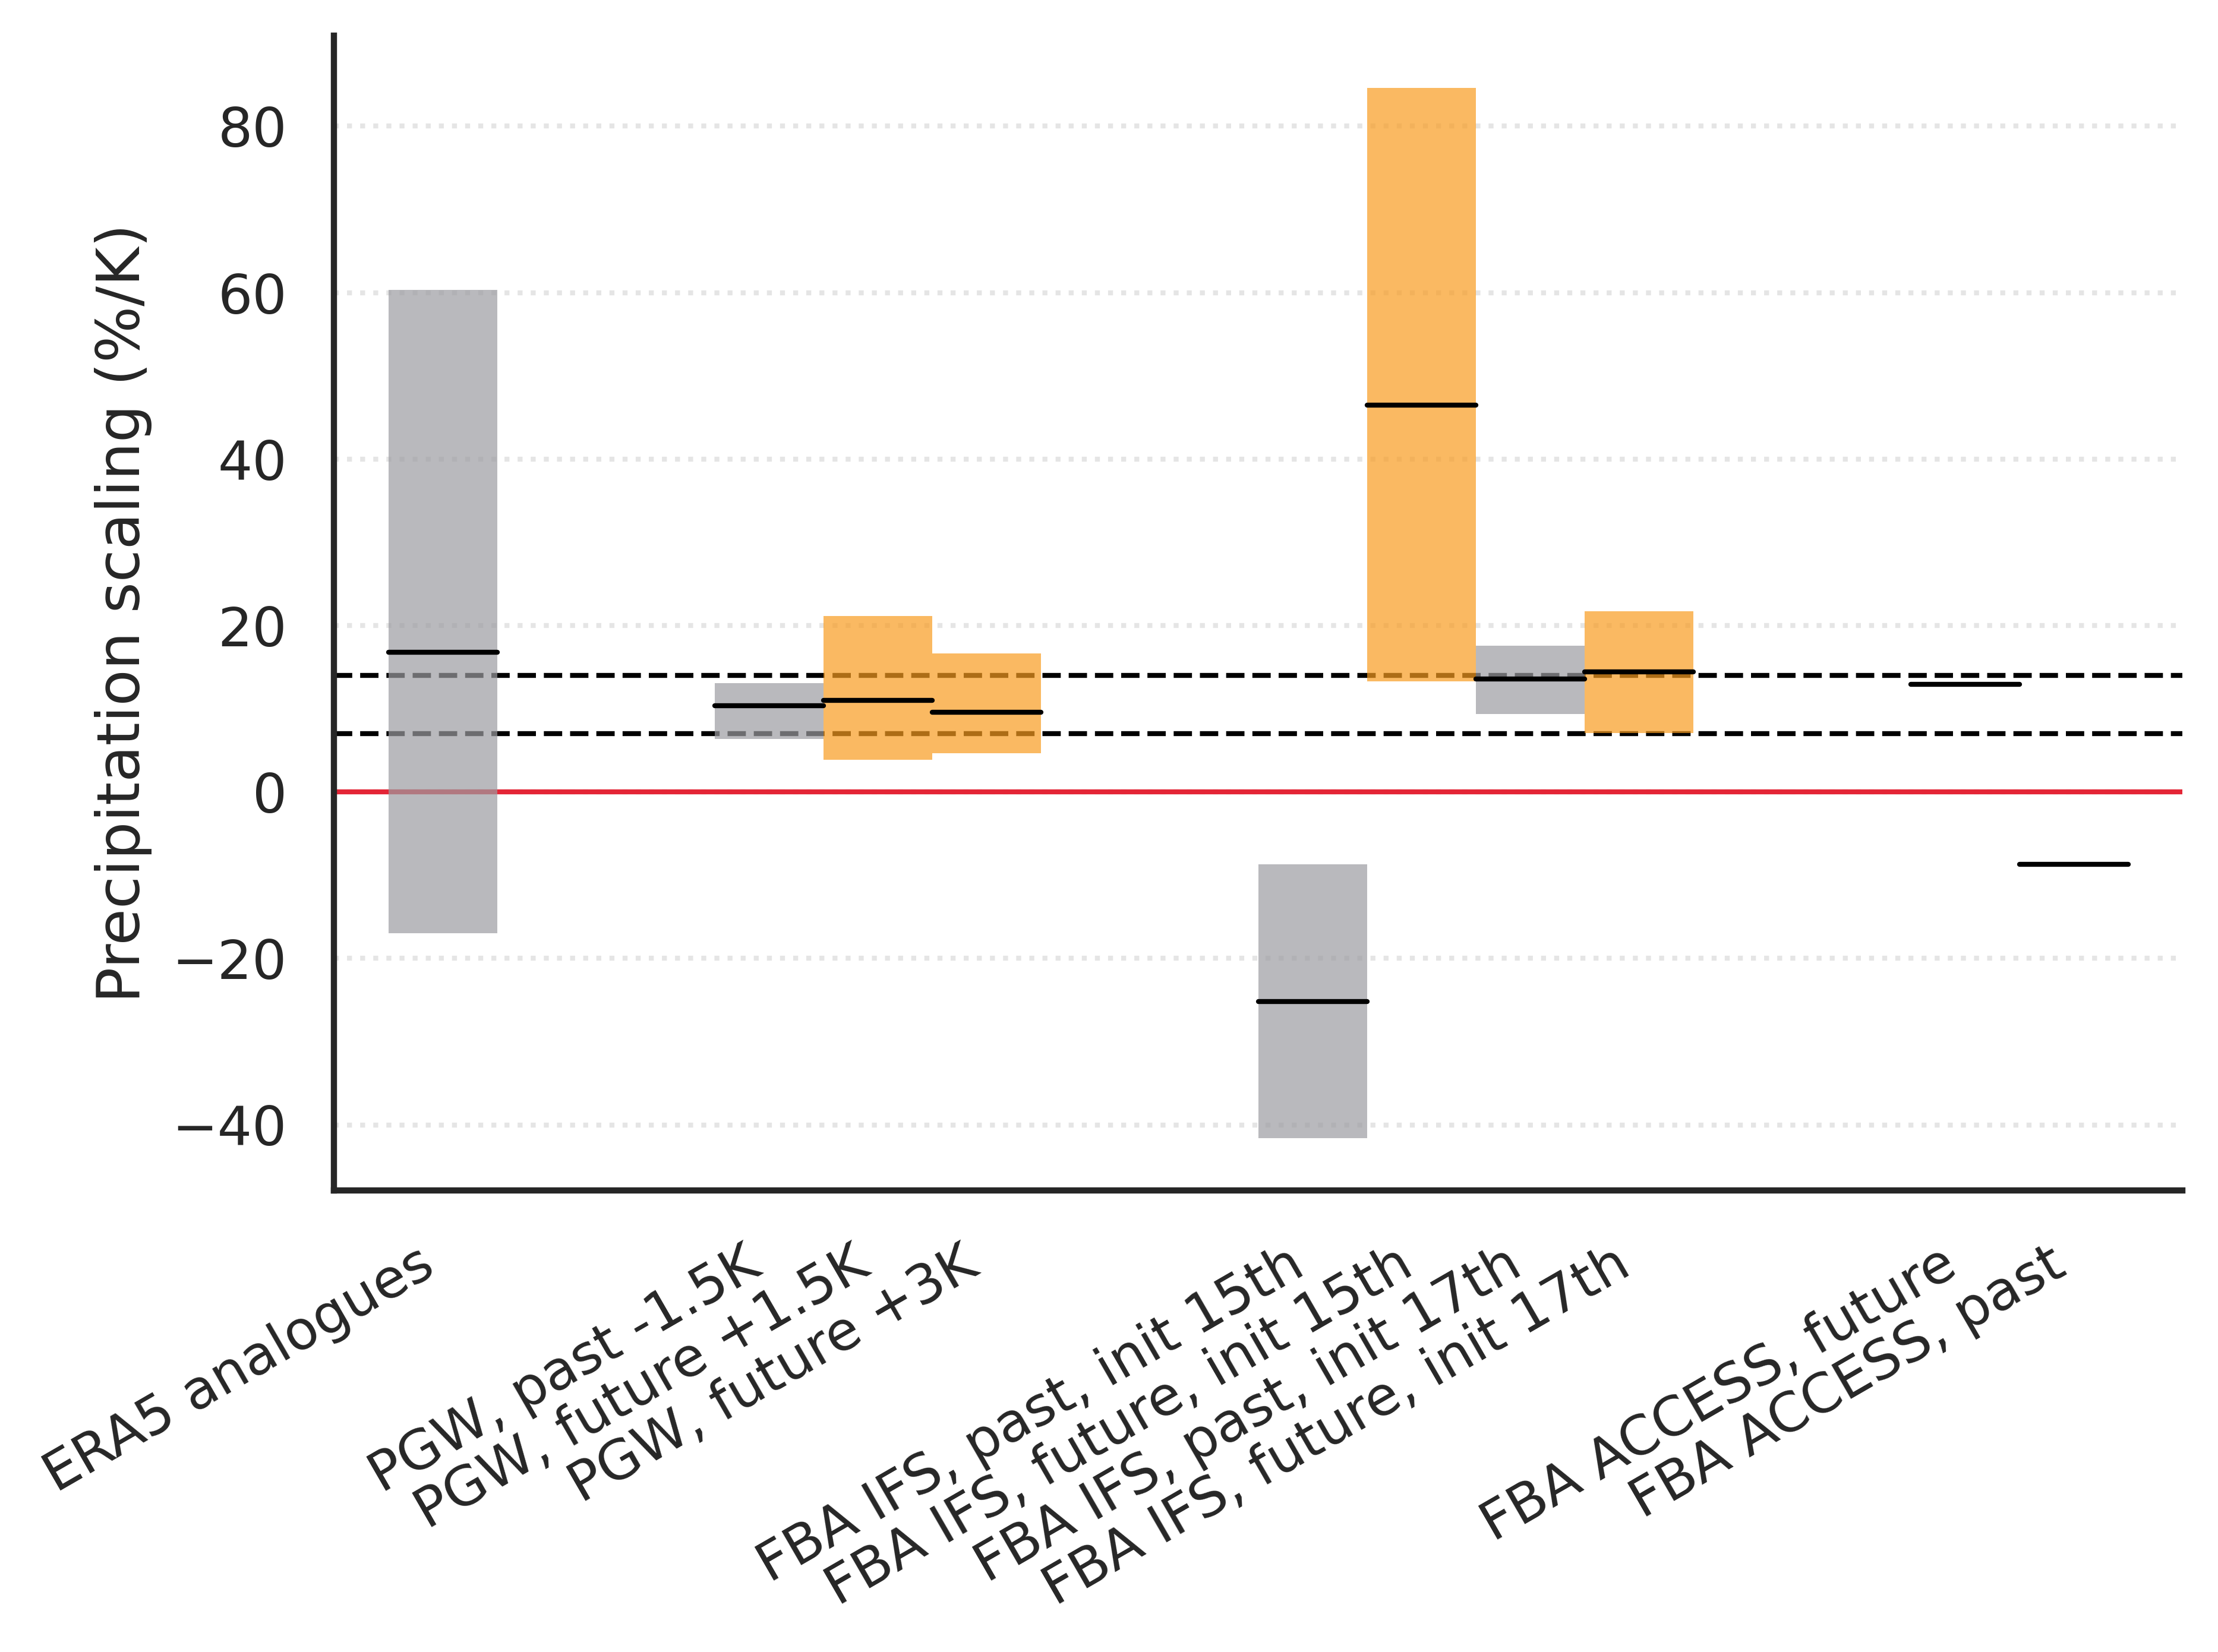 Precipitation scaling (%/K)
80
60
40
20
0
−20
−40
ERA5 analogues
PGW, past -1.5K
PGW, future +1.5K
PGW, future +3K
FBA IFS, past, init 15th
FBA IFS, future, init 15th
FBA IFS, past, init 17th
FBA IFS, future, init 17th
FBA ACCESS, future
FBA ACCESS, past